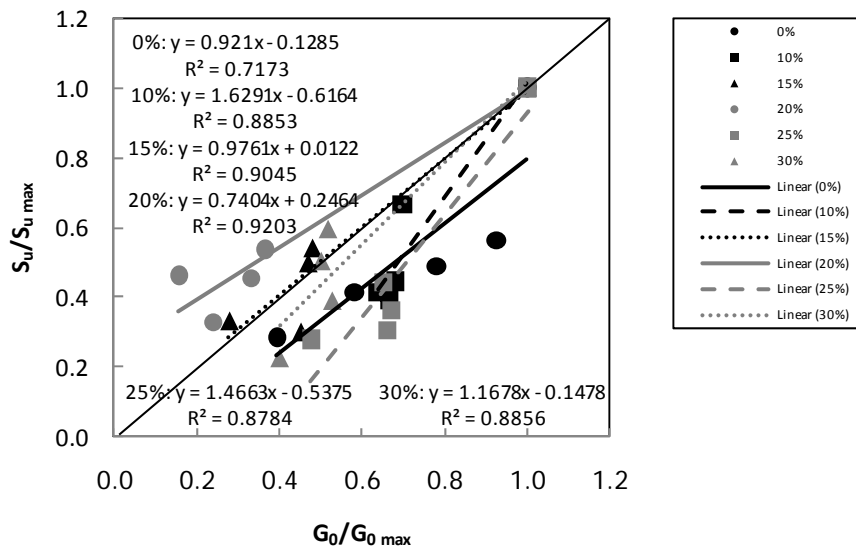 1.2
1.0
0.8
0.6
0.4
0.2
0.0
Su/Su max
0%: y = 0.921x - 0.1285
R² = 0.7173
10%: y = 1.6291x - 0.6164
R² = 0.8853
15%: y = 0.9761x + 0.0122
R² = 0.9045
20%: y = 0.7404x + 0.2464
R² = 0.9203
25%: y = 1.4663x - 0.5375
R² = 0.8784
30%: y = 1.1678x - 0.1478
R² = 0.8856
0.0 0.2 0.4 0.6 0.8 1.0 1.2
G0/G0 max
0%
10%
15%
20%
25%
30%
Linear (0%)
Linear (10%)
Linear (15%)
Linear (20%)
Linear (25%)
Linear (30%)